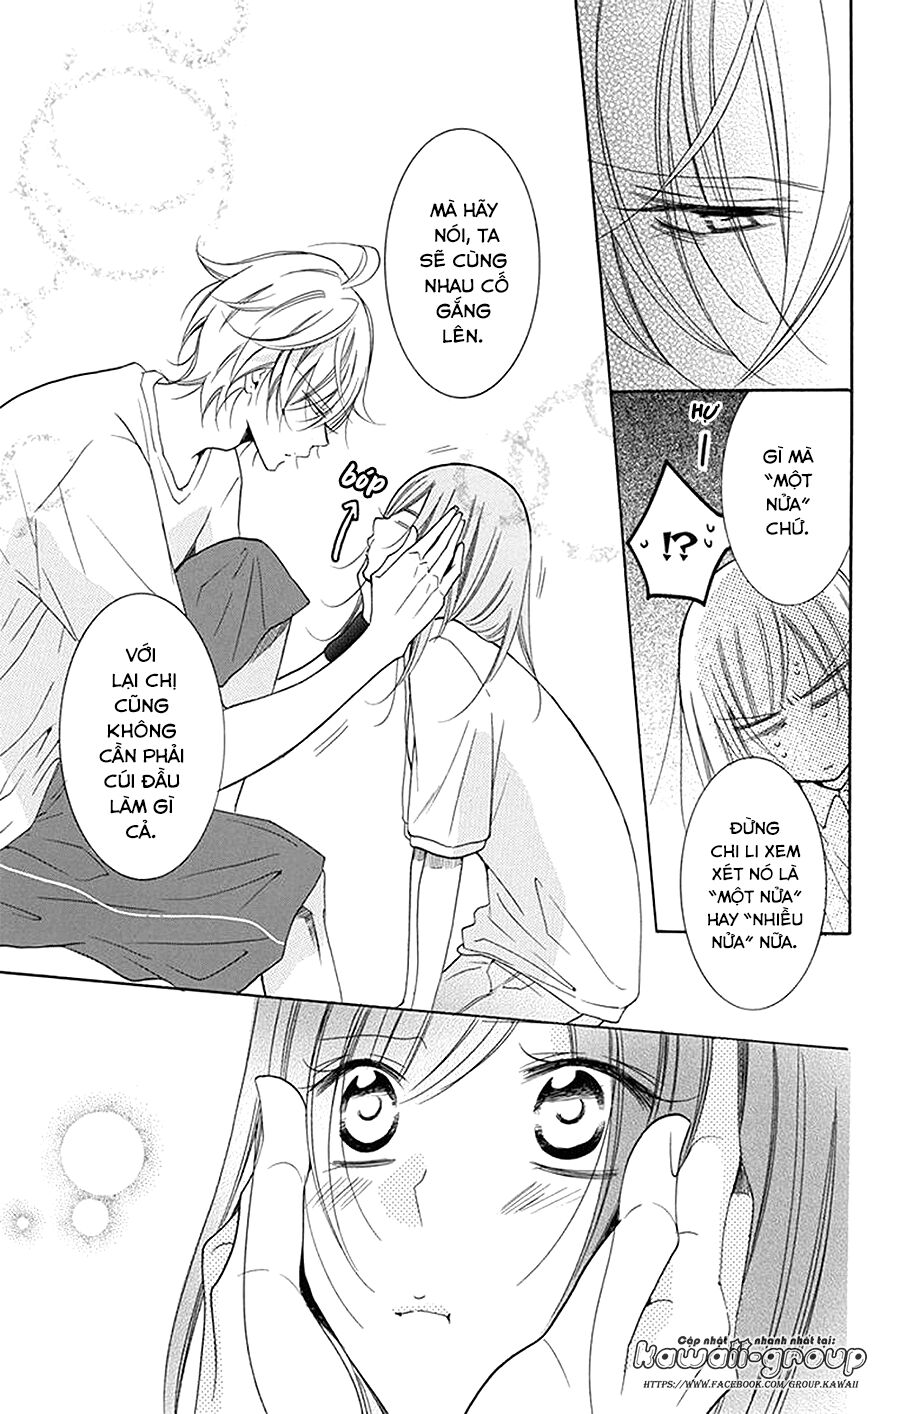 HỰ
GÌ MÀ
“MỘT
NỬA”
CHỨ.
!?
ĐỪNG
CHI LI XEM
XÉT NÓ LÀ
“MỘT NỬA”
HAY “NHIỀU
NỬA” NỮA.
MÀ HÃY
NÓI, TA
SẼ CÙNG
NHAU CỐ
GẮNG
LÊN.
bóp
VỚI
LẠI CHỊ
CŨNG
KHÔNG
CẦN PHẢI
CÚI ĐẦU
LÀM GÌ
CẢ.
Cập nhật nhanh nhất tại:
kawaii-group
HTTPS://WWW.FACEBOOK.COM/GROUP.KAWAII